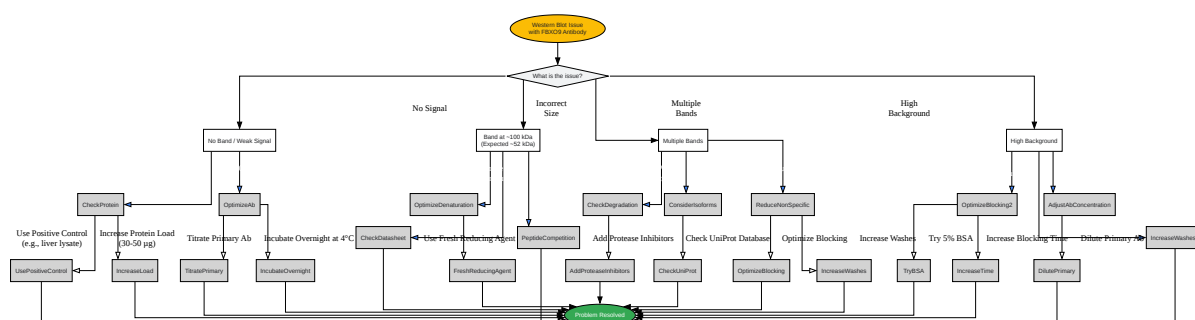 Western Blot Issue
with FBXO9 Antibody
What is the issue?
No Signal
Incorrect
Size
Multiple
Bands
High
Background
No Band / Weak Signal
Band at ~100 kDa
(Expected ~52 kDa)
Multiple Bands
High Background
CheckProtein
OptimizeAb
OptimizeDenaturation
CheckDegradation
ConsiderIsoforms
ReduceNonSpecific
OptimizeBlocking2
AdjustAbConcentration
Use Positive Control
(e.g., liver lysate)
Increase Protein Load
(30-50 µg)
Titrate Primary Ab
Incubate Overnight at 4°C
CheckDatasheet
Use Fresh Reducing Agent
PeptideCompetition
Add Protease Inhibitors
Check UniProt Database
Optimize Blocking
Increase Washes
Try 5% BSA
Increase Blocking Time
Dilute Primary Ab
IncreaseWashes
UsePositiveControl
IncreaseLoad
TitratePrimary
IncubateOvernight
FreshReducingAgent
AddProteaseInhibitors
CheckUniProt
OptimizeBlocking
IncreaseWashes
TryBSA
IncreaseTime
DilutePrimary
Problem Resolved